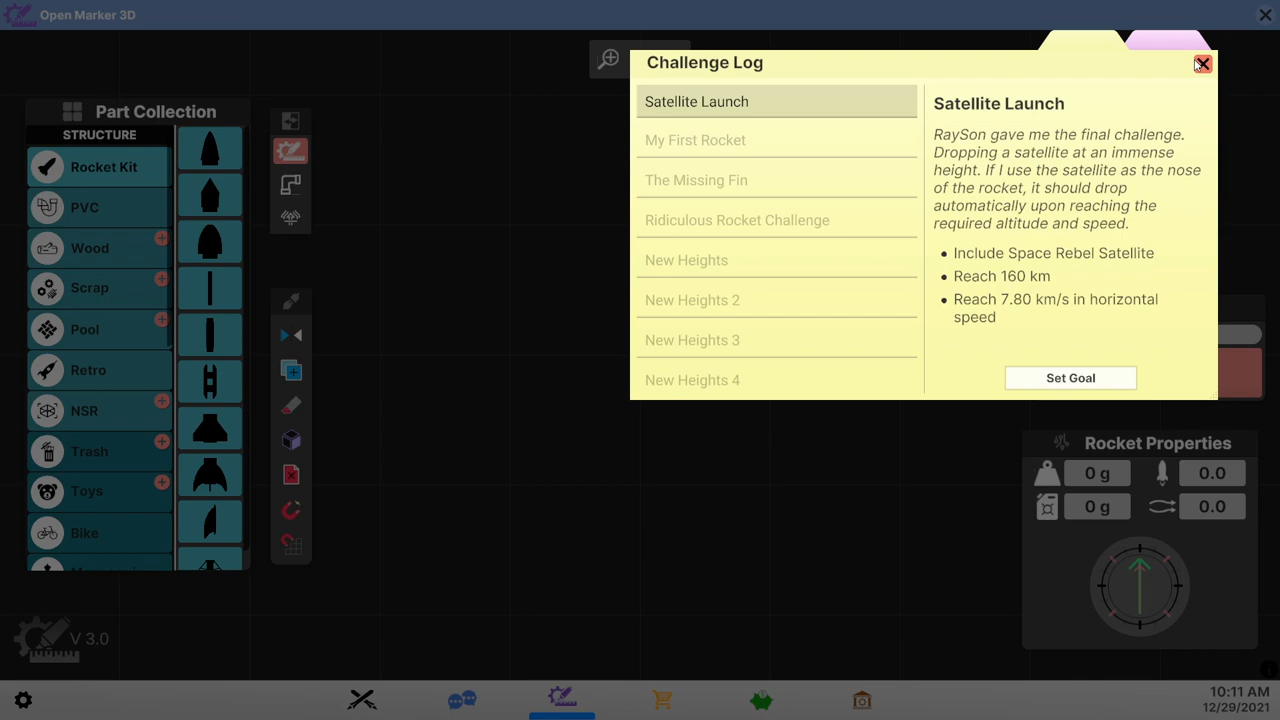 Open Marker 3D
Part Collection
STRUCTURE
Rocket Kit
PVC
Wood
Scrap
Pool
Retro
NSR
Trash
Toys
Bike
V 3.0
Challenge Log
Satellite Launch
My First Rocket
The Missing Fin
Ridiculous Rocket Challenge
New Heights
New Heights 2
New Heights 3
New Heights 4
Satellite Launch
RaySon gave me the final challenge.
Dropping a satellite at an immense
height. If I use the satellite as the nose
of the rocket, it should drop
automatically upon reaching the
required altitude and speed.
• Include Space Rebel Satellite
• Reach 160 km
• Reach 7.80 km/s in horizontal
speed
Set Goal
Rocket Properties
0 g
0.0
0 g
0.0
10:11 AM
12/29/2021